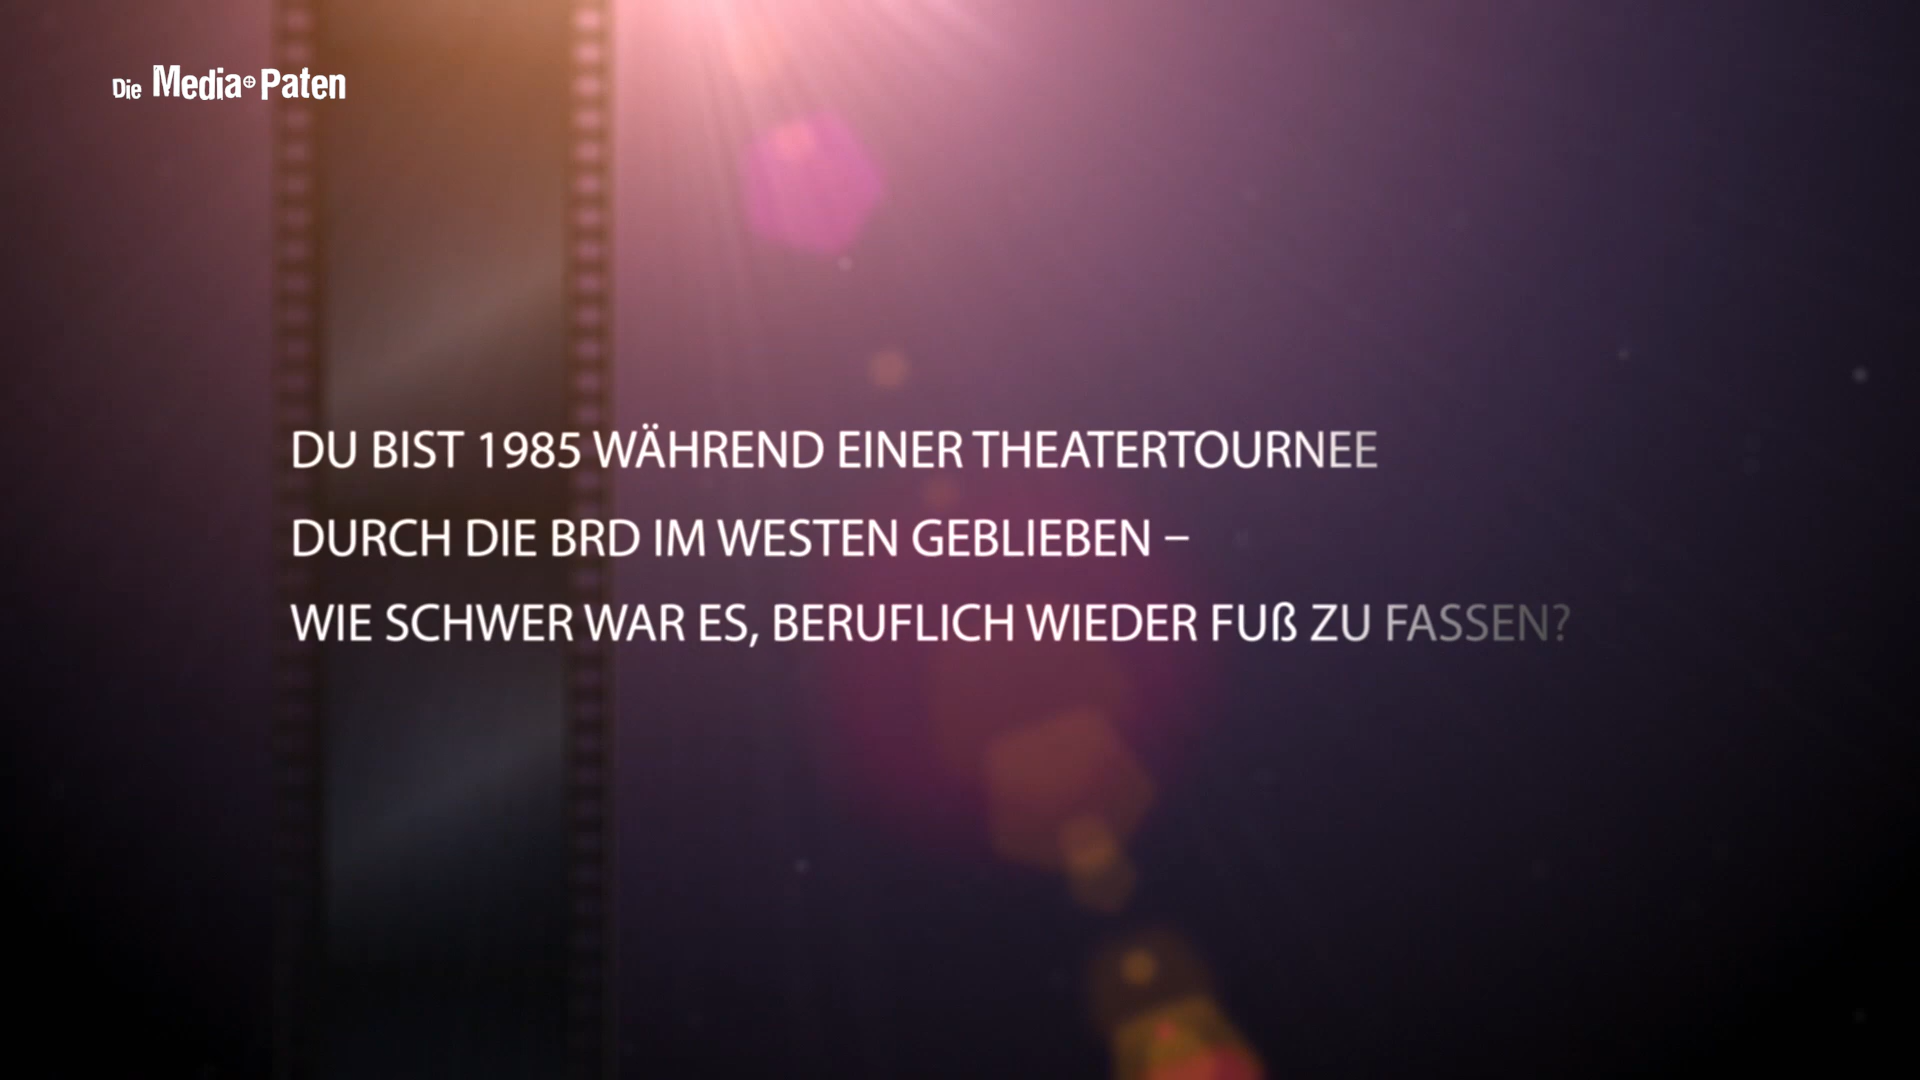 Die Media Paten
DU BIST 1985 WÄHREND EINER THEATERTOURNEE
DURCH DIE BRD IM WESTEN GEBLIEBEN –
WIE SCHWER WAR ES, BERUFLICH WIEDER FUß ZU FASSEN?